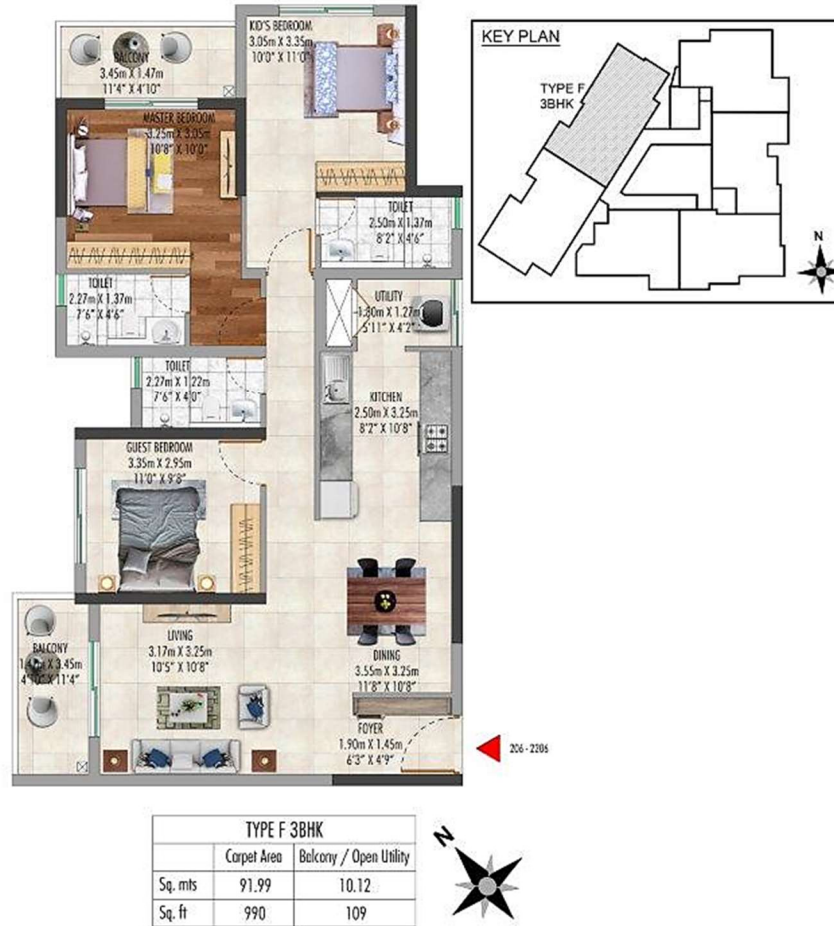 KID'S BEDROOM
3.05m X 3.35m
10'0" X 11'0"
BALCONY
3.45m X 1.47m
11'4" X 4'10"
MASTER BEDROOM
3.25m X 3.05m
10'8" X 10'0"
TOILET
2.50m X 1.37m
8'2" X 4'6"
TOILET
2.27m X 1.37m
7'6" X 4'6"
UTILITY
1.80m X 1.27m
5'11" X 4'2"
TOILET
2.27m X 1.22m
7'6" X 4'0"
KITCHEN
2.50m X 3.25m
8'2" X 10'8"
GUEST BEDROOM
3.35m X 2.95m
11'0" X 9'8"
BALCONY
3.45m
11'4"
LIVING
3.17m X 3.25m
10'5" X 10'8"
DINING
3.55m X 3.25m
11'8" X 10'8"
FOYER
1.90m X 1.45m
6'3" X 4'9"
206 - 2206
KEY PLAN
TYPE F
3BHK
N
TYPE F 3BHK
Carpet Area Balcony / Open Utility
Sq. mts 91.99 10.12
Sq. ft 990 109
N